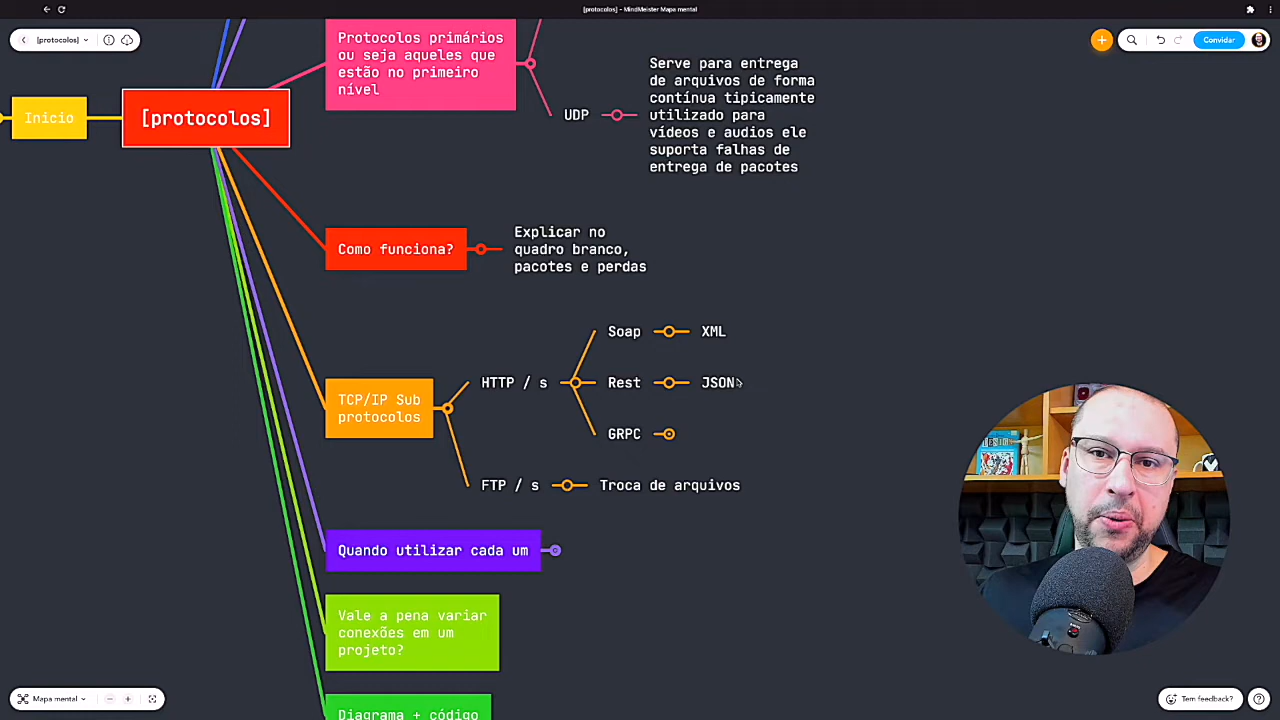 [protocolos] - MindMeister Mapa mental
[protocolos]
Convidar
Protocolos primários
ou seja aqueles que
estão no primeiro
nível
Serve para entrega
de arquivos de forma
contínua tipicamente
utilizado para
vídeos e audios ele
suporta falhas de
entrega de pacotes
UDP
Inicio
[protocolos]
Como funciona?
Explicar no
quadro branco,
pacotes e perdas
TCP/IP Sub
protocolos
HTTP / s
Soap
XML
Rest
JSON
GRPC
FTP / s
Troca de arquivos
Quando utilizar cada um
Vale a pena variar
conexões em um
projeto?
Diagrama + código
Mapa mental
Tem feedback?